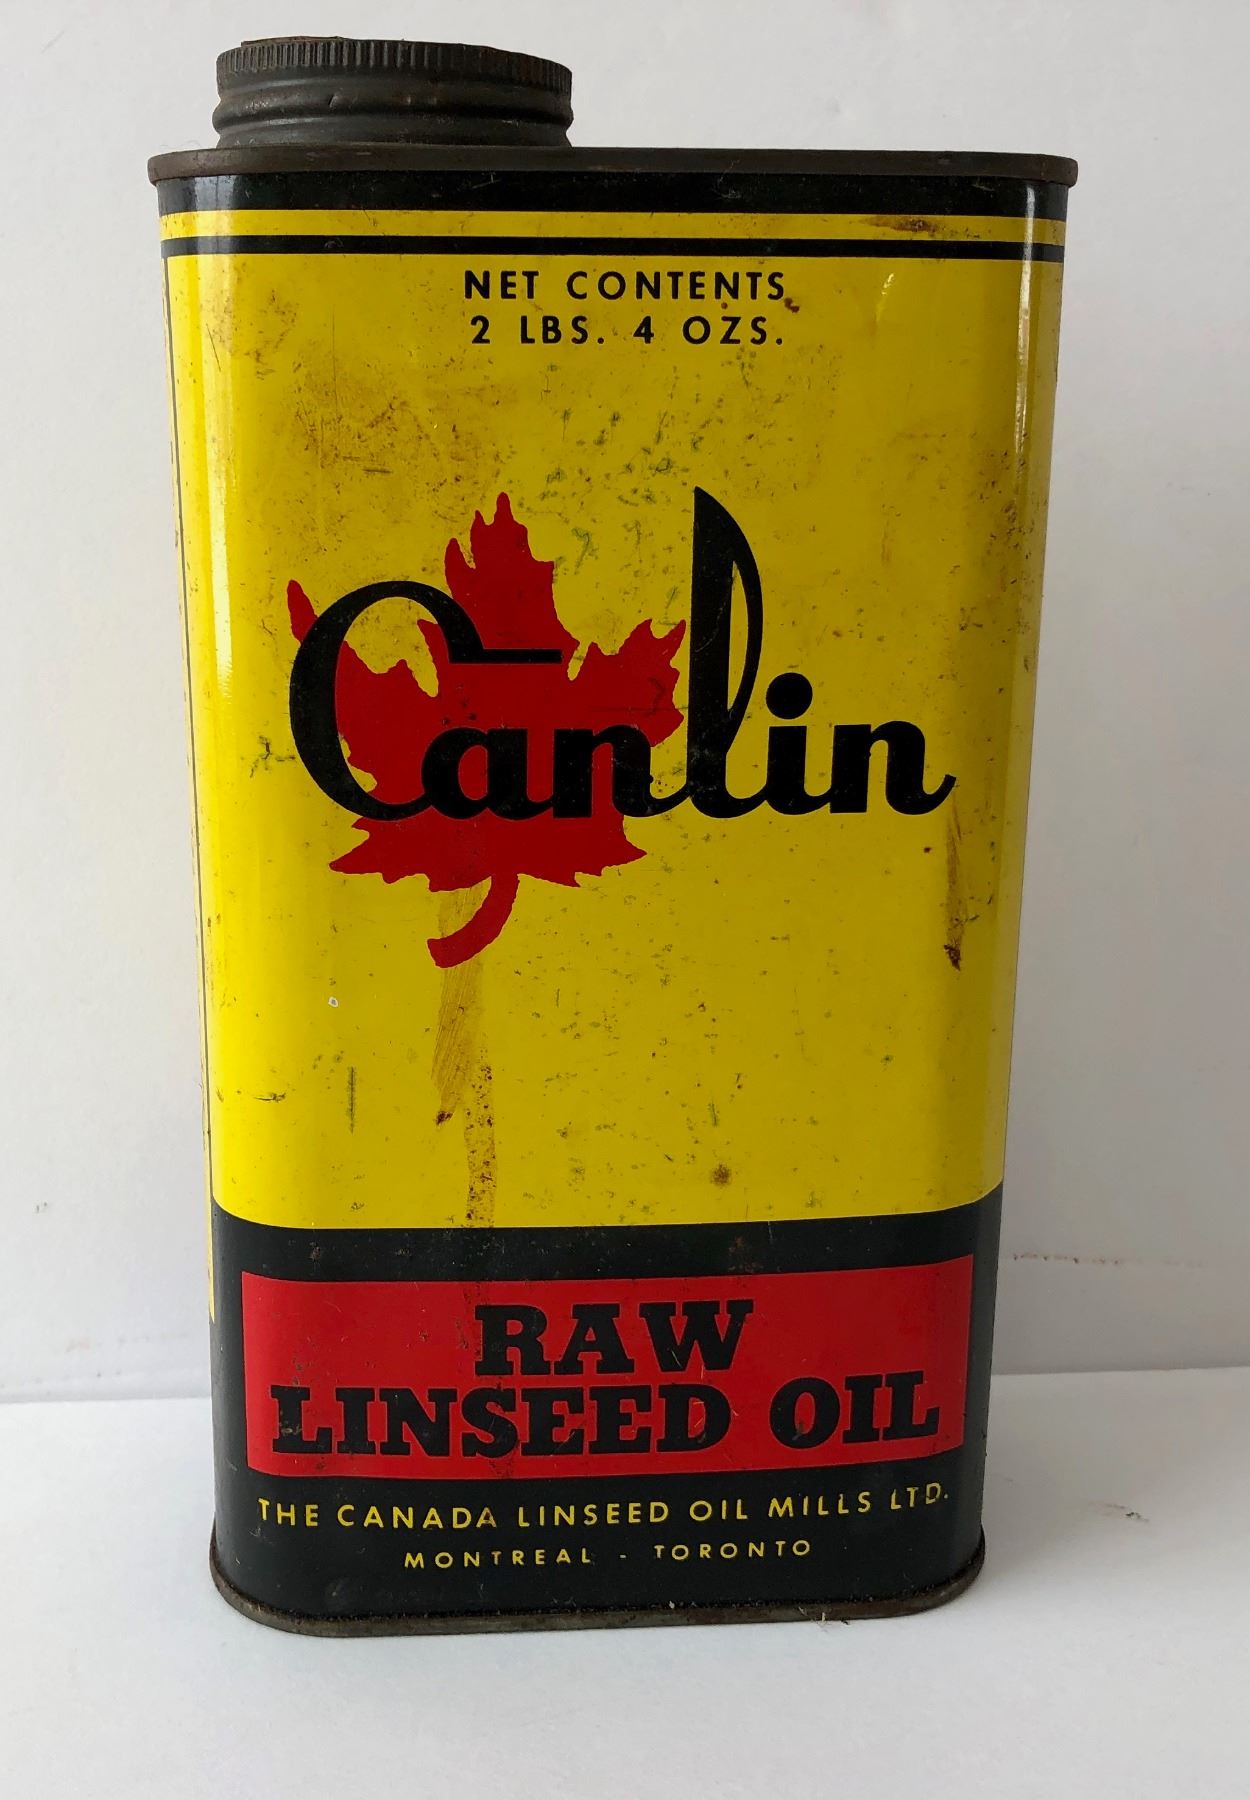 NET CONTENTS
2 LBS. 4 OZS.
Canlin
RAW
LINSEED OIL
THE CANADA LINSEED OIL MILLS LTD.
MONTREAL - TORONTO